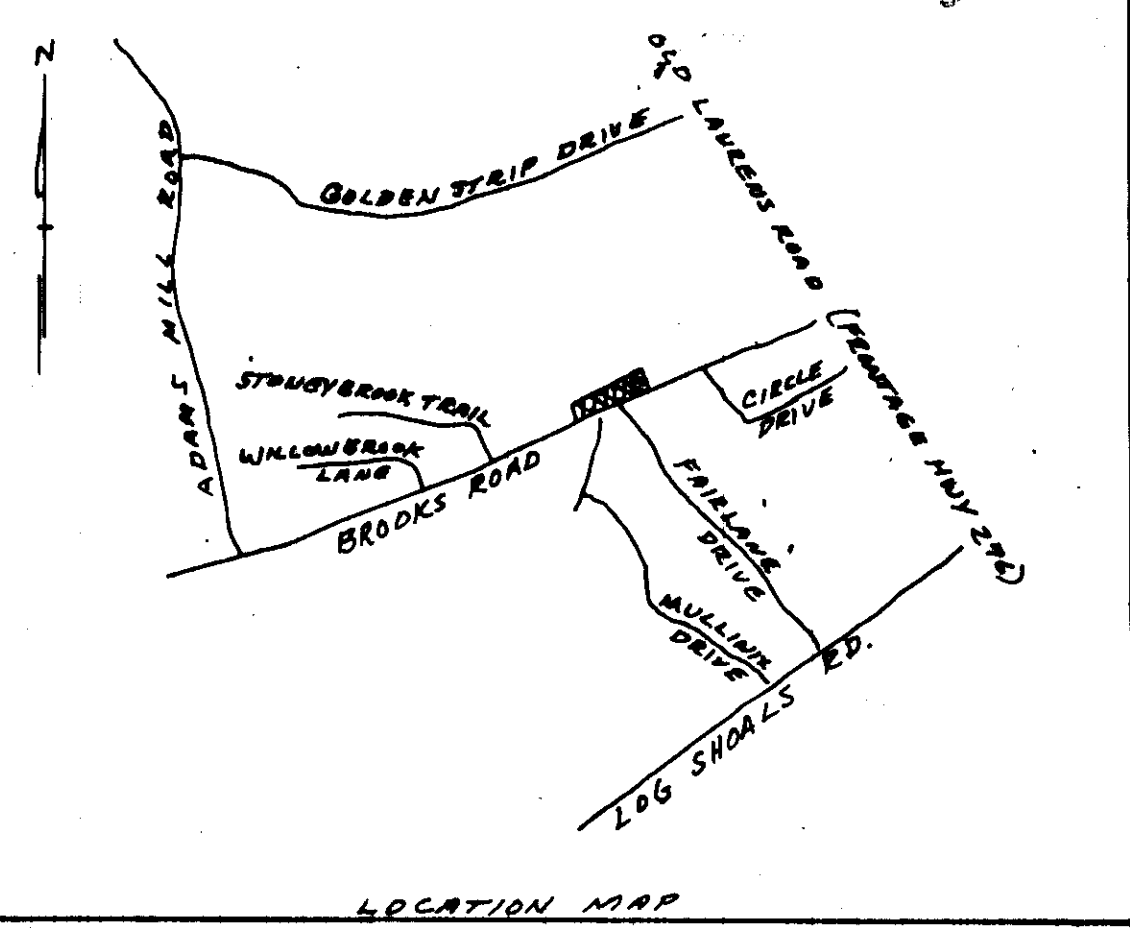 N
OLD LAURENS ROAD (FRONTAGE HWY 276)
GOLDEN STRIP DRIVE
ADAMS MILL ROAD
STONEYBROOK TRAIL
WILLOWBROOK
LANE
BROOKS ROAD
CIRCLE
DRIVE
FAIRLANE
DRIVE
MULLINIX
DRIVE
LOG SHOALS RD.
LOCATION MAP